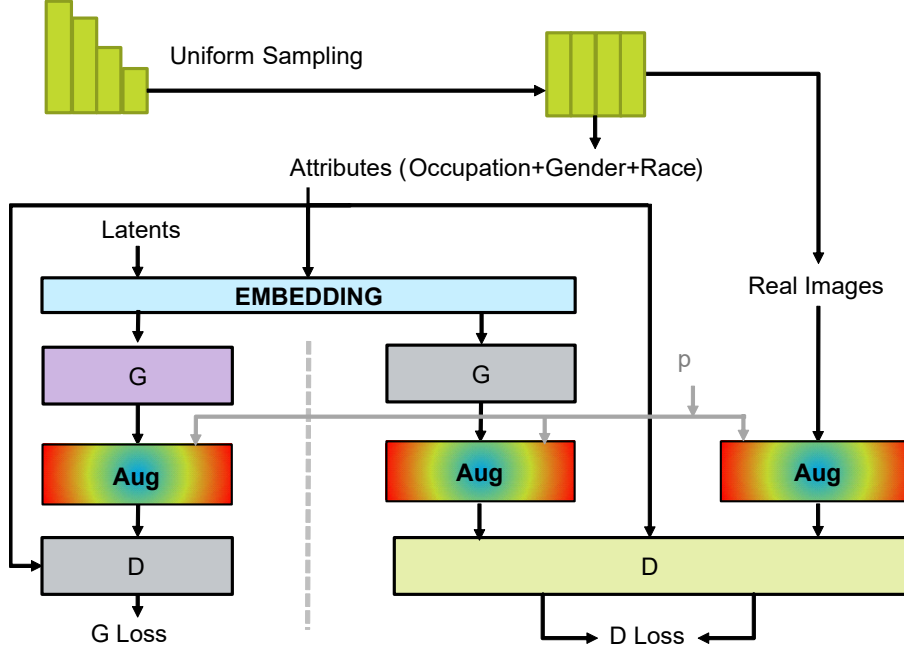 Uniform Sampling
Attributes (Occupation+Gender+Race)
Latents
EMBEDDING
Real Images
G
G
p
Aug
Aug
Aug
D
D
G Loss
D Loss